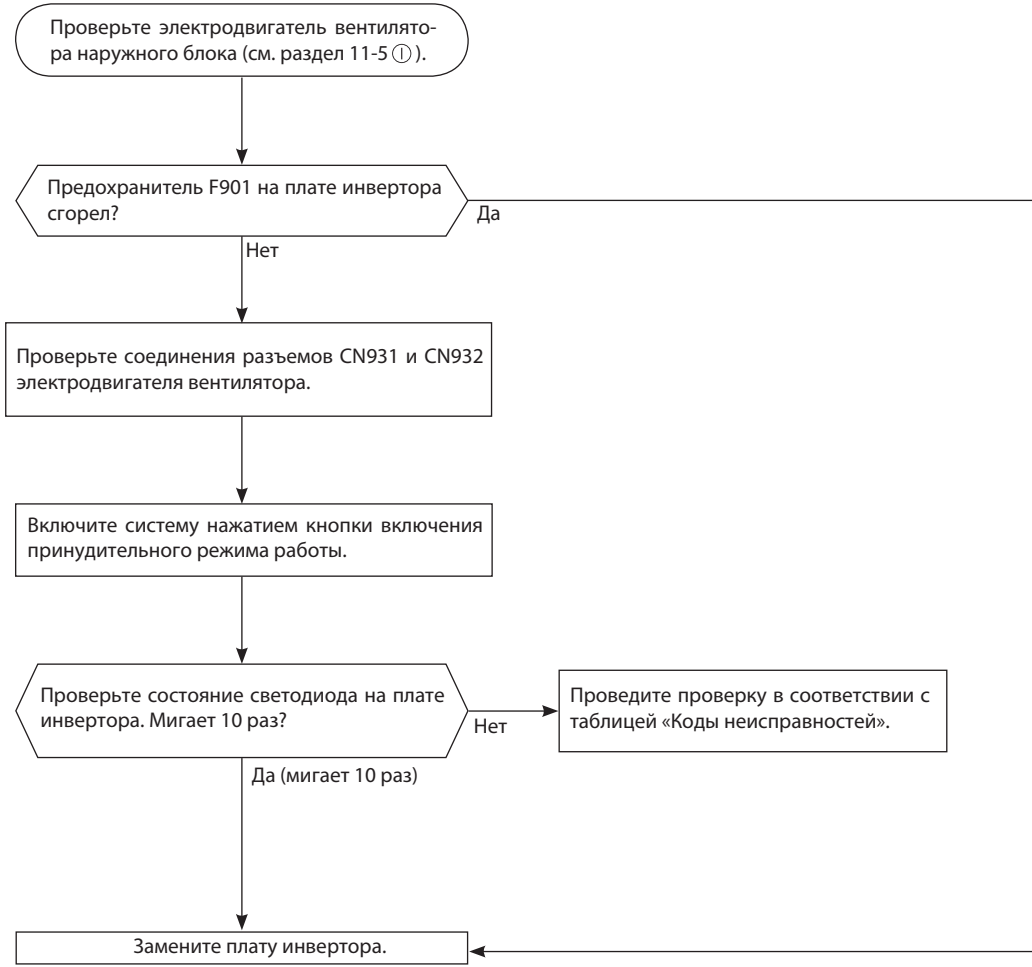 Проверьте электродвигатель вентилято-
ра наружного блока (см. раздел 11-5 Ⓘ ).
Предохранитель F901 на плате инвертора
сгорел?
Да
Нет
Проверьте соединения разъемов CN931 и CN932
электродвигателя вентилятора.
Включите систему нажатием кнопки включения
принудительного режима работы.
Проверьте состояние светодиода на плате
инвертора. Мигает 10 раз?
Нет
Проведите проверку в соответствии с
таблицей «Коды неисправностей».
Да (мигает 10 раз)
Замените плату инвертора.